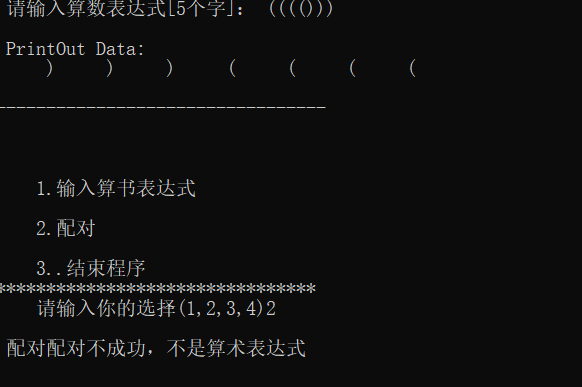 请输入算数表达式[5个字]： (((()))
PrintOut Data:
) ) ) ( ( ( (
---------------------------------
1.输入算书表达式
2.配对
3..结束程序
********************************
请输入你的选择(1,2,3,4)2
配对配对不成功，不是算术表达式